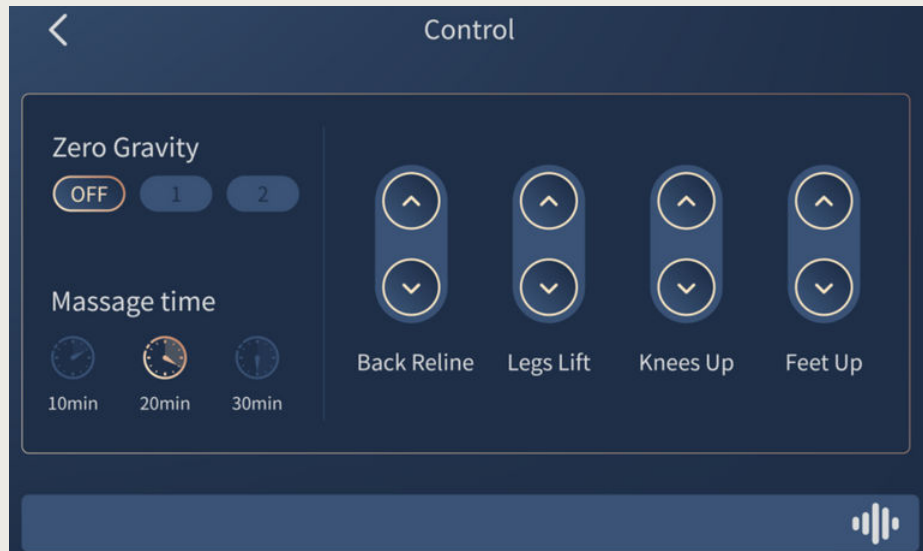 Control
Zero Gravity
OFF 1 2
Massage time
10min 20min 30min
Back Reline Legs Lift Knees Up Feet Up